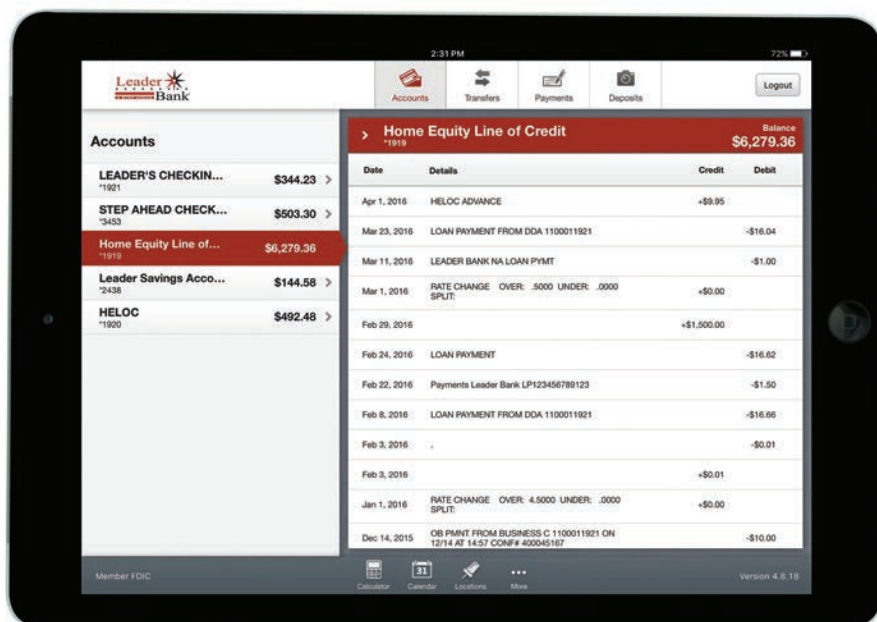 2:31 PM 72%
Leader
Bank
Accounts Transfers Payments Deposits Logout
Accounts
LEADER'S CHECKIN... $344.23
*1921
STEP AHEAD CHECK... $503.30
*3453
Home Equity Line of... $6,279.36
*1919
Leader Savings Acco... $144.58
*2438
HELOC $492.48
*1920
Home Equity Line of Credit Balance
*1919 $6,279.36
Date Details Credit Debit
Apr 1, 2016 HELOC ADVANCE +$9.95
Mar 23, 2016 LOAN PAYMENT FROM DDA 1100011921 -$16.04
Mar 11, 2016 LEADER BANK NA LOAN PYMT -$1.00
Mar 1, 2016 RATE CHANGE OVER: .5000 UNDER: .0000 +$0.00
SPLIT:
Feb 29, 2016 +$1,500.00
Feb 24, 2016 LOAN PAYMENT -$16.62
Feb 22, 2016 Payments Leader Bank LP123456789123 -$1.50
Feb 8, 2016 LOAN PAYMENT FROM DDA 1100011921 -$16.66
Feb 3, 2016 . -$0.01
Feb 3, 2016 +$0.01
Jan 1, 2016 RATE CHANGE OVER: 4.5000 UNDER: .0000 +$0.00
SPLIT:
Dec 14, 2015 OB PMNT FROM BUSINESS C 1100011921 ON -$10.00
12/14 AT 14:57 CONF# 400045167
Member FDIC
31
Calculator Calendar Locations More
Version 4.8.18